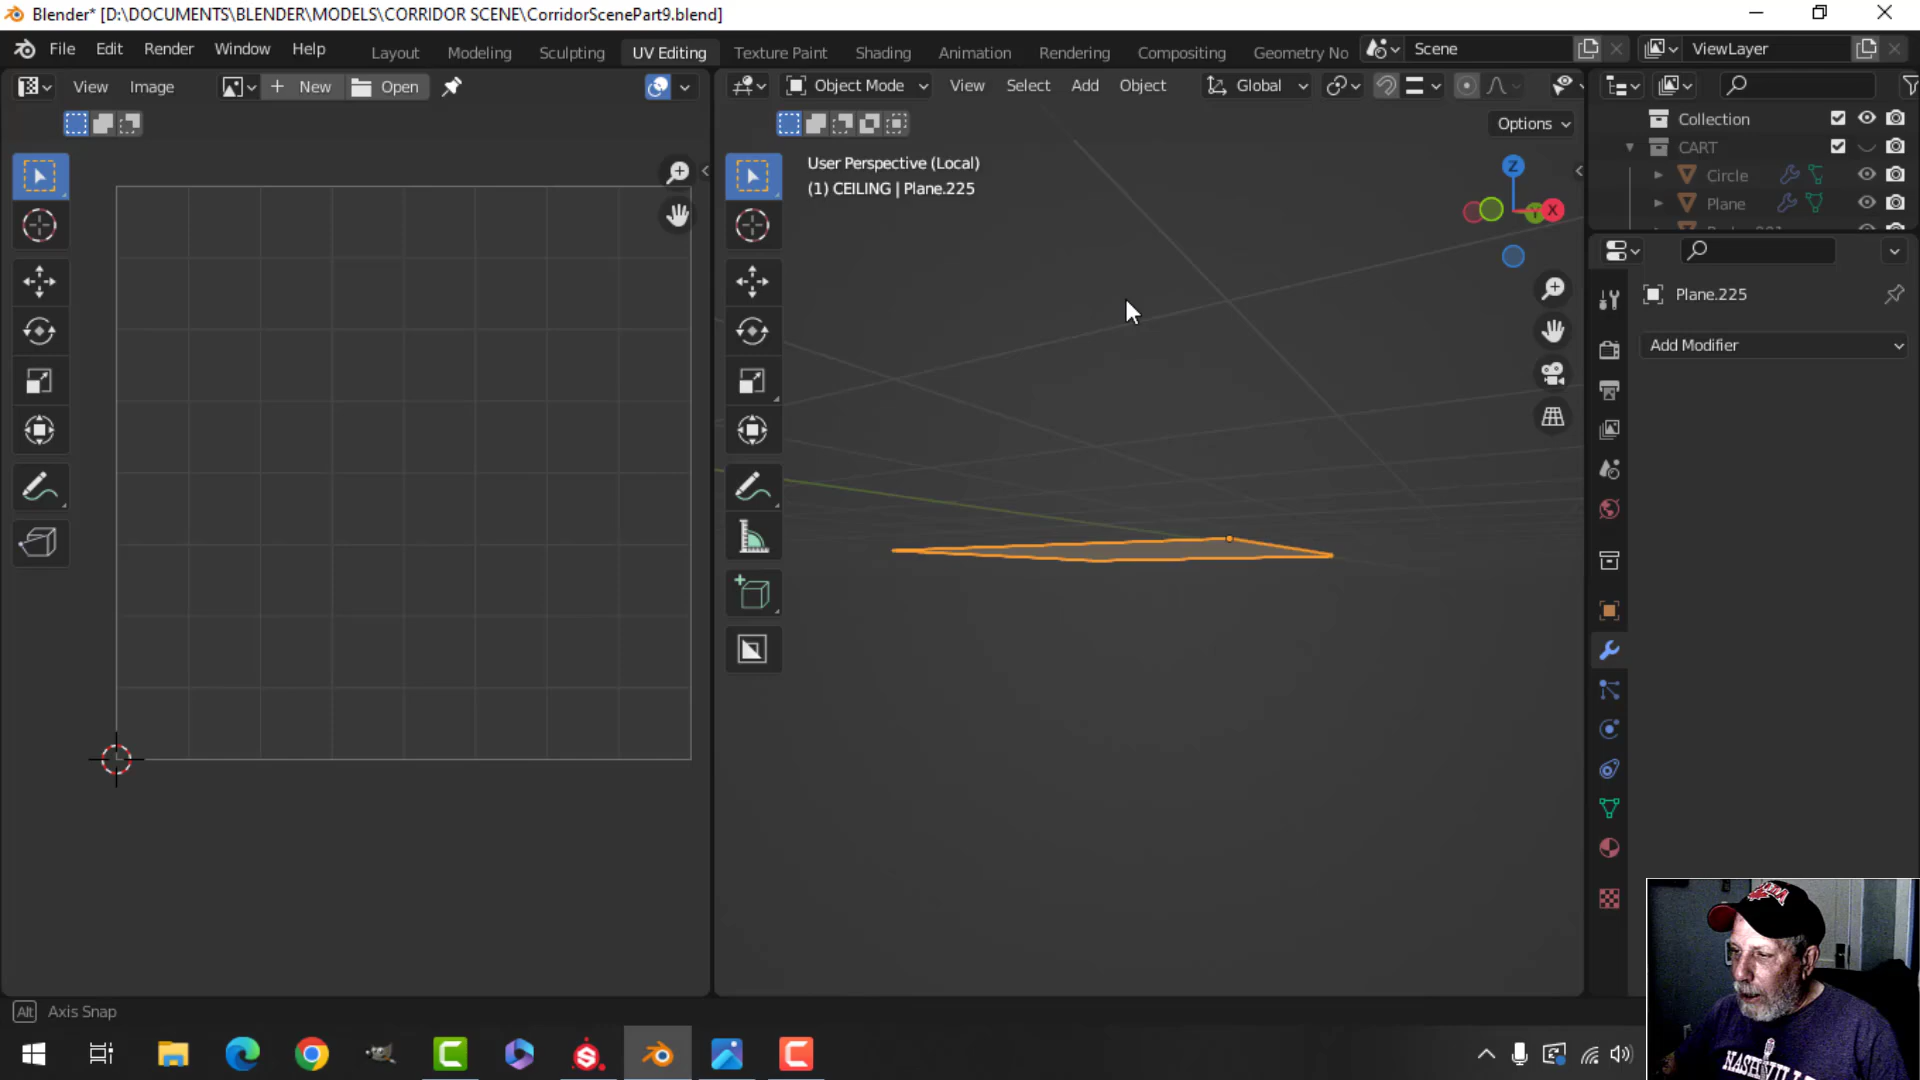 Blender* [D:\DOCUMENTS\BLENDER\MODELS\CORRIDOR SCENE\CorridorScenePart9.blend]
File Edit Render Window Help
Layout Modeling Sculpting UV Editing Texture Paint Shading Animation Rendering Compositing Geometry No
Scene
ViewLayer
View Image
New
Open
Object Mode
View Select Add Object
Global
Options
User Perspective (Local)
(1) CEILING | Plane.225
Z
X
Y
Collection
CART
Circle
Plane
Plane.225
Add Modifier
Alt Axis Snap
NASHVILLE